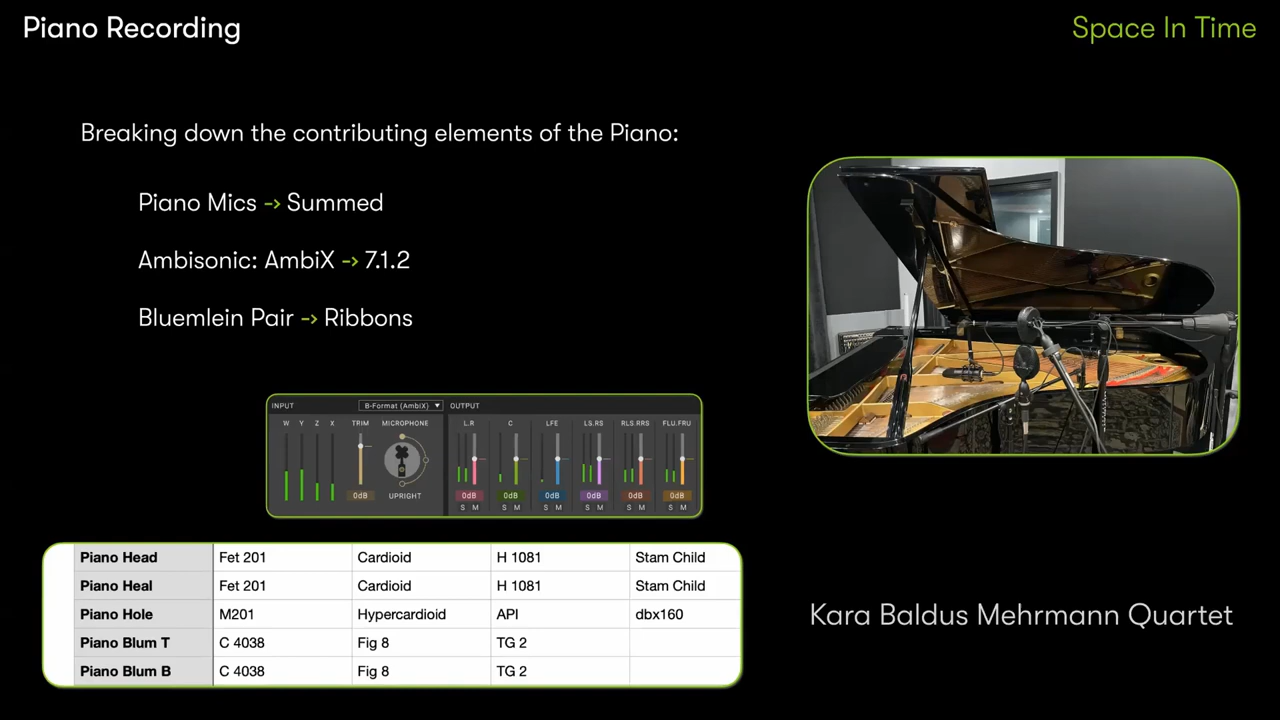 Piano Recording
Space In Time
Breaking down the contributing elements of the Piano:
Piano Mics -> Summed
Ambisonic: AmbiX -> 7.1.2
Bluemlein Pair -> Ribbons
INPUT B-Format (AmbiX) OUTPUT
W Y Z X TRIM MICROPHONE L.R C LFE LS.RS RLS.RRS FLU.FRU
0dB UPRIGHT 0dB 0dB 0dB 0dB 0dB 0dB
S M S M S M S M S M S M
Piano Head Fet 201 Cardioid H 1081 Stam Child
Piano Heal Fet 201 Cardioid H 1081 Stam Child
Piano Hole M201 Hypercardioid API dbx160
Piano Blum T C 4038 Fig 8 TG 2
Piano Blum B C 4038 Fig 8 TG 2
Kara Baldus Mehrmann Quartet